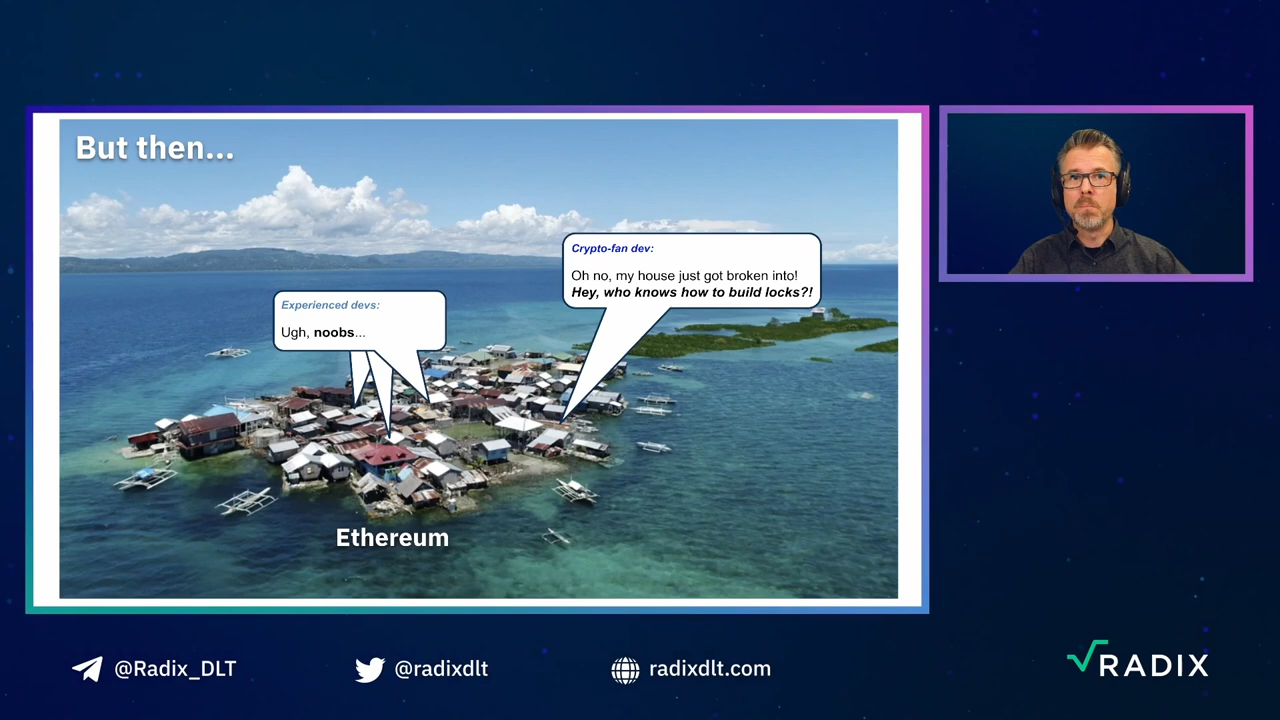 But then...
Crypto-fan dev:
Oh no, my house just got broken into!
Hey, who knows how to build locks?!
Experienced devs:
Ugh, noobs...
Ethereum
@Radix_DLT
@radixdlt
radixdlt.com
RADIX